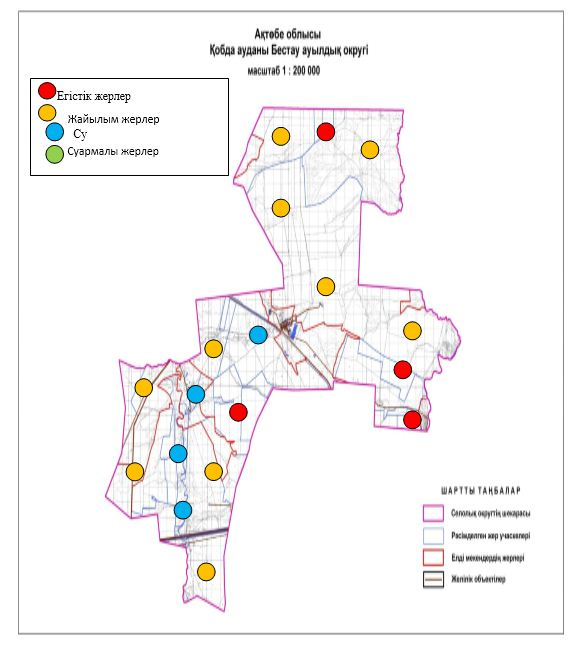 Ақтөбе облысы
Қобда ауданы Бестау ауылдық округі
масштаб 1 : 200 000
Егістік жерлер
Жайылым жерлер
Су
Суармалы жерлер
ШАРТТЫ ТАҢБАЛАР
Селолық округтің шекарасы
Рәсімделген жер учаскелері
Елді мекендердің жерлері
Желілік объектілер